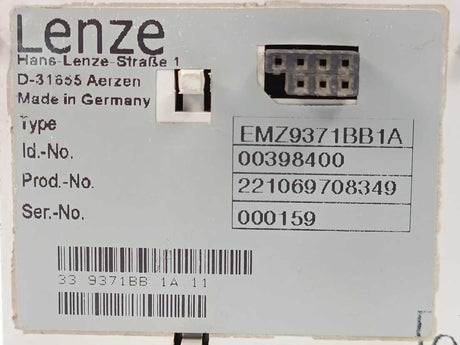 Lenze
Hans-Lenze-Straße 1
D-31855 Aerzen
Made in Germany
Type EMZ9371BB1A
Id.-No. 00398400
Prod.-No. 221069708349
Ser.-No. 000159
33 9371BB 1A 11